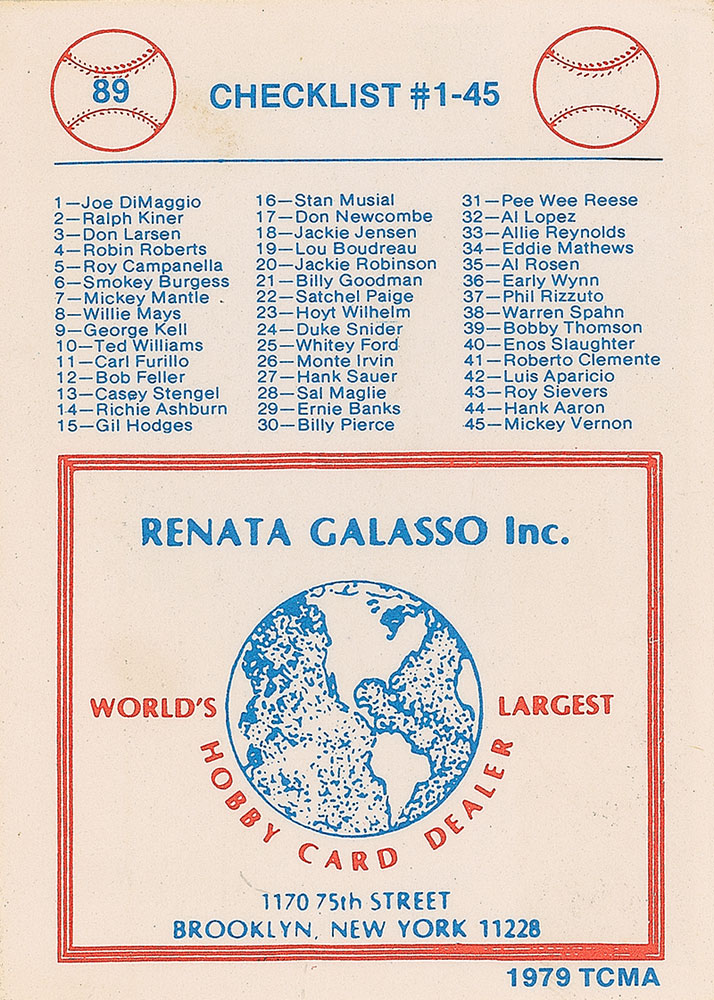 89
CHECKLIST #1-45
1—Joe DiMaggio
2—Ralph Kiner
3—Don Larsen
4—Robin Roberts
5—Roy Campanella
6—Smokey Burgess
7—Mickey Mantle
8—Willie Mays
9—George Kell
10—Ted Williams
11—Carl Furillo
12—Bob Feller
13—Casey Stengel
14—Richie Ashburn
15—Gil Hodges
16—Stan Musial
17—Don Newcombe
18—Jackie Jensen
19—Lou Boudreau
20—Jackie Robinson
21—Billy Goodman
22—Satchel Paige
23—Hoyt Wilhelm
24—Duke Snider
25—Whitey Ford
26—Monte Irvin
27—Hank Sauer
28—Sal Maglie
29—Ernie Banks
30—Billy Pierce
31—Pee Wee Reese
32—Al Lopez
33—Allie Reynolds
34—Eddie Mathews
35—Al Rosen
36—Early Wynn
37—Phil Rizzuto
38—Warren Spahn
39—Bobby Thomson
40—Enos Slaughter
41—Roberto Clemente
42—Luis Aparicio
43—Roy Sievers
44—Hank Aaron
45—Mickey Vernon
RENATA GALASSO Inc.
WORLD'S LARGEST
HOBBY CARD DEALER
1170 75th STREET
BROOKLYN, NEW YORK 11228
1979 TCMA